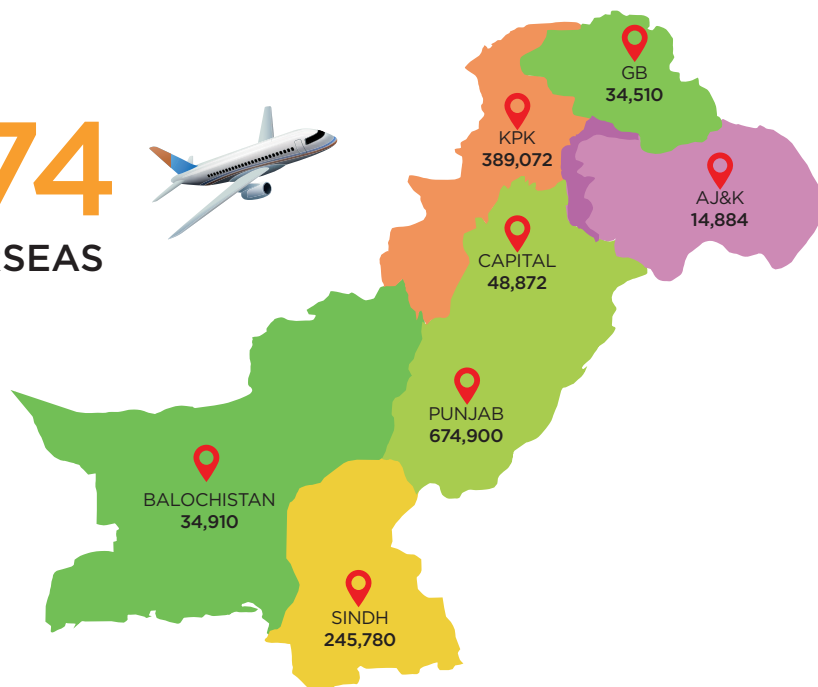 74
SEAS
GB
34,510
KPK
389,072
AJ&K
14,884
CAPITAL
48,872
PUNJAB
674,900
BALOCHISTAN
34,910
SINDH
245,780